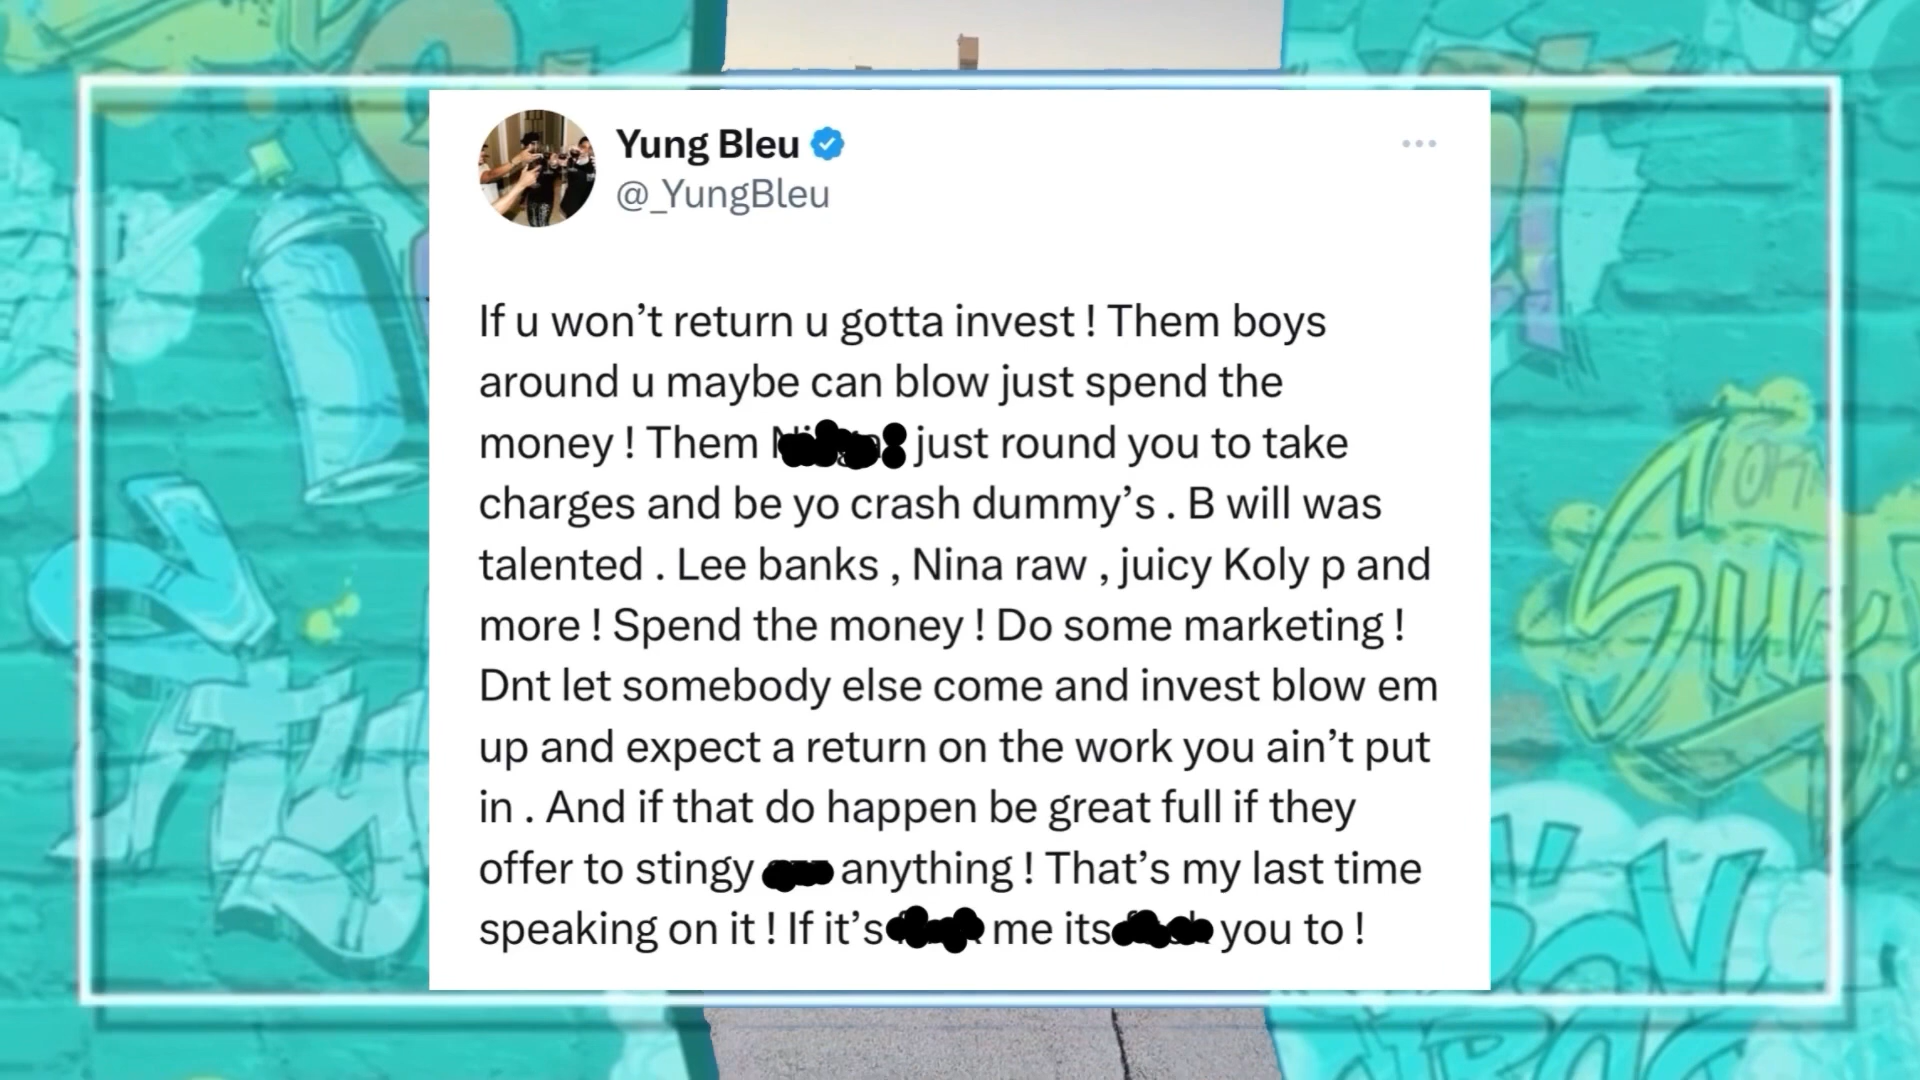 Yung Bleu
@_YungBleu
If u won’t return u gotta invest ! Them boys
around u maybe can blow just spend the
money ! Them just round you to take
charges and be yo crash dummy’s . B will was
talented . Lee banks , Nina raw , juicy Koly p and
more ! Spend the money ! Do some marketing !
Dnt let somebody else come and invest blow em
up and expect a return on the work you ain’t put
in . And if that do happen be great full if they
offer to stingy anything ! That’s my last time
speaking on it ! If it’s me its you to !